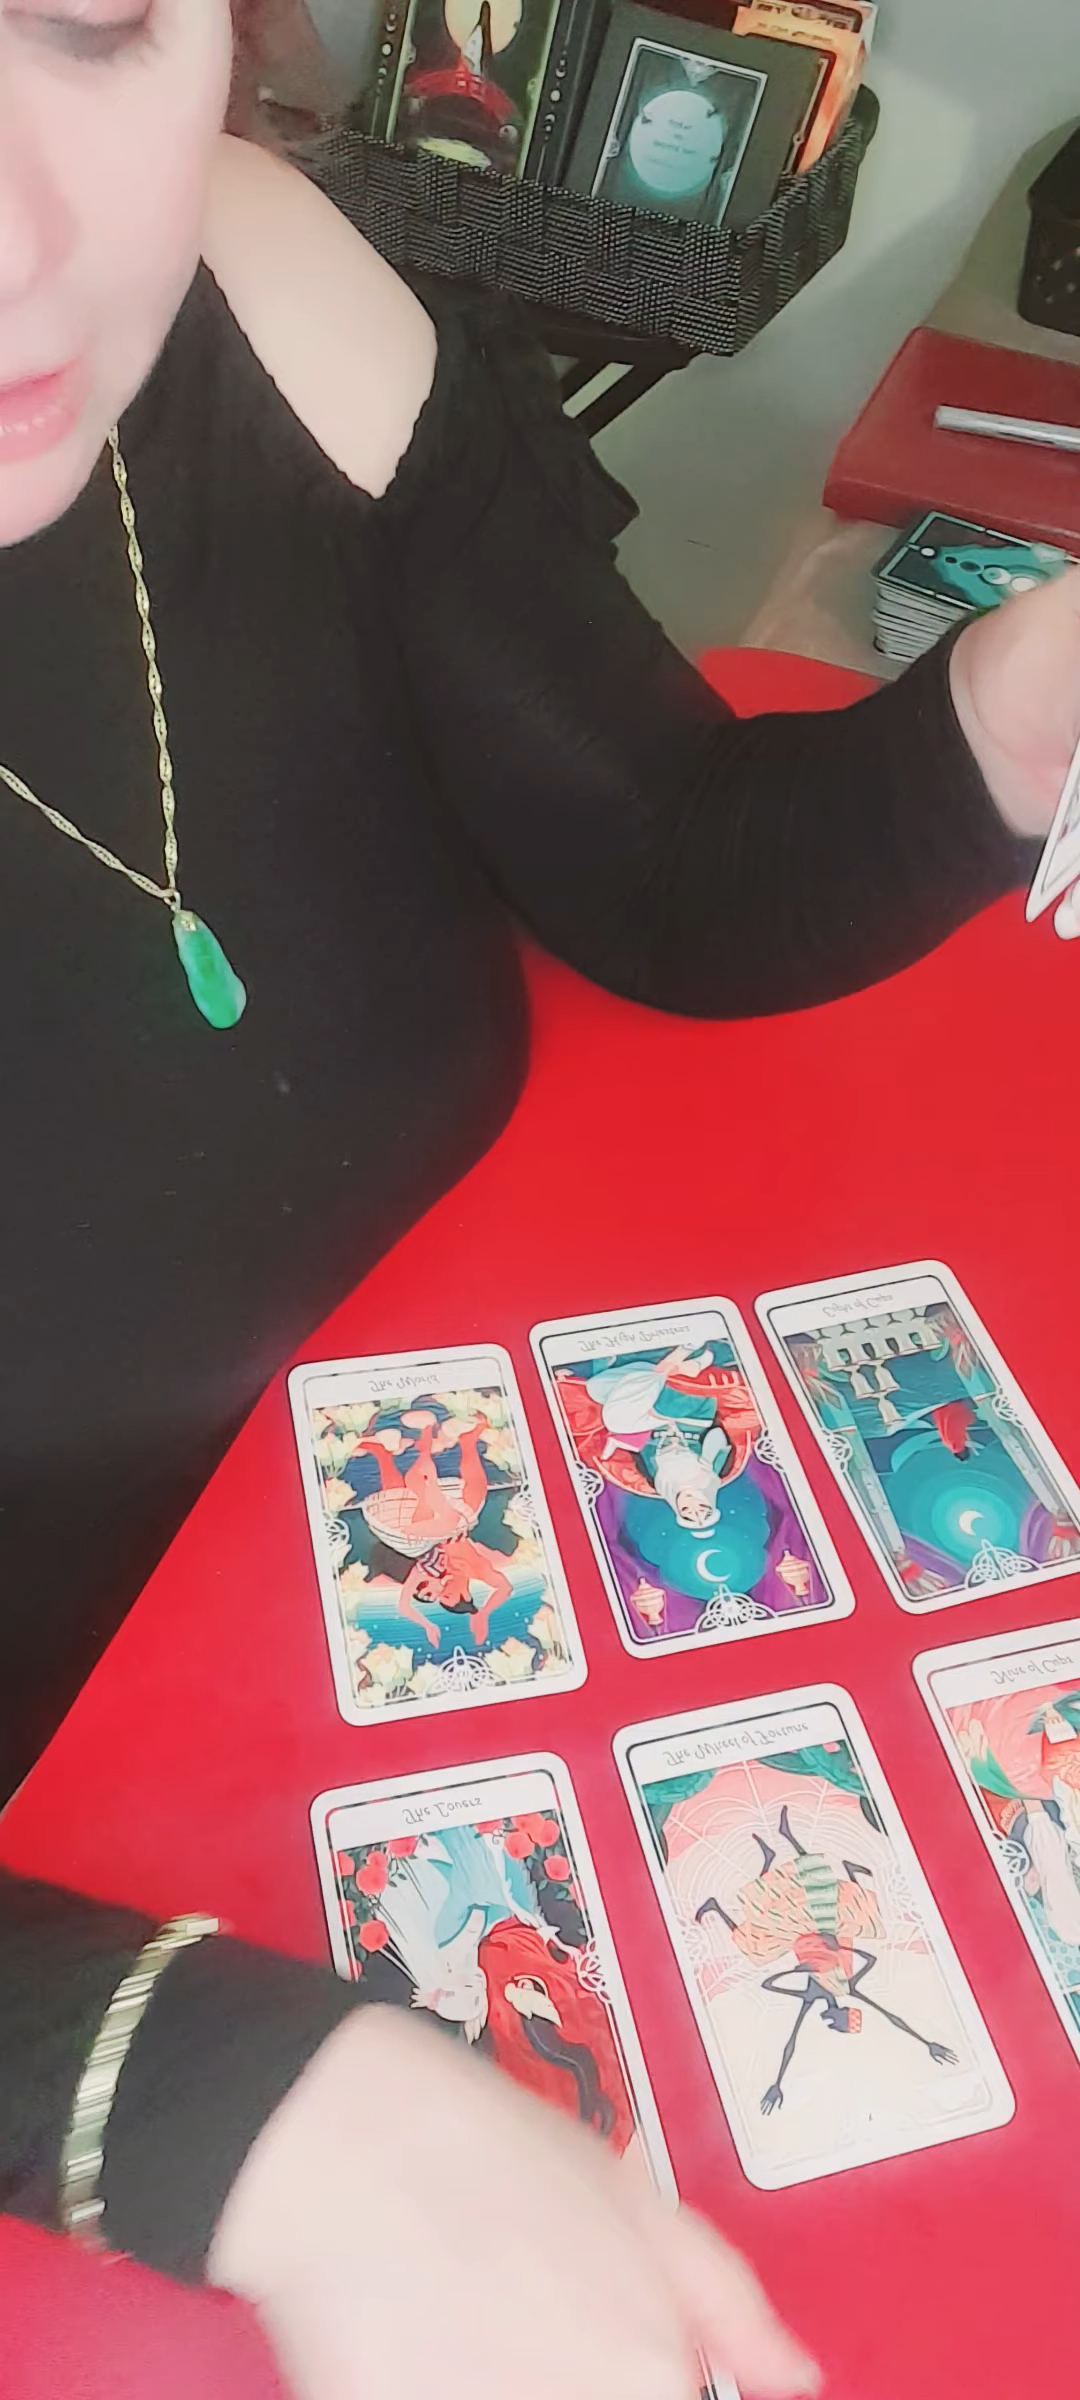 The World
The High Priestess
Eight of Cups
The Lovers
The Wheel of Fortune
Nine of Cups